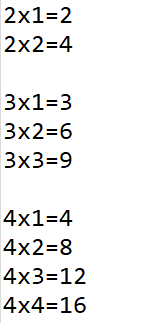 2x1=2
2x2=4

3x1=3
3x2=6
3x3=9

4x1=4
4x2=8
4x3=12
4x4=16